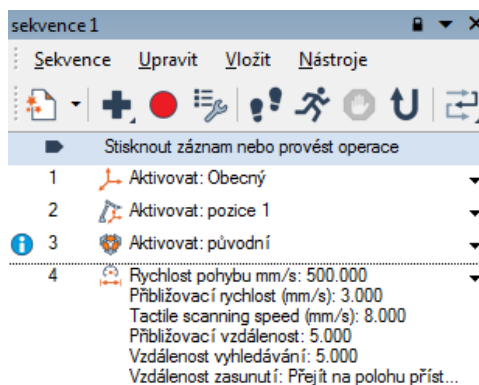 sekvence 1
Sekvence Upravit Vložit Nástroje
Stisknout záznam nebo provést operace
1 Aktivovat: Obecný
2 Aktivovat: pozice 1
3 Aktivovat: původní
4 Rychlost pohybu mm/s: 500.000
Přibližovací rychlost (mm/s): 3.000
Tactile scanning speed (mm/s): 8.000
Přibližovací vzdálenost: 5.000
Vzdálenost vyhledávání: 5.000
Vzdálenost zasunutí: Přejít na polohu příst...